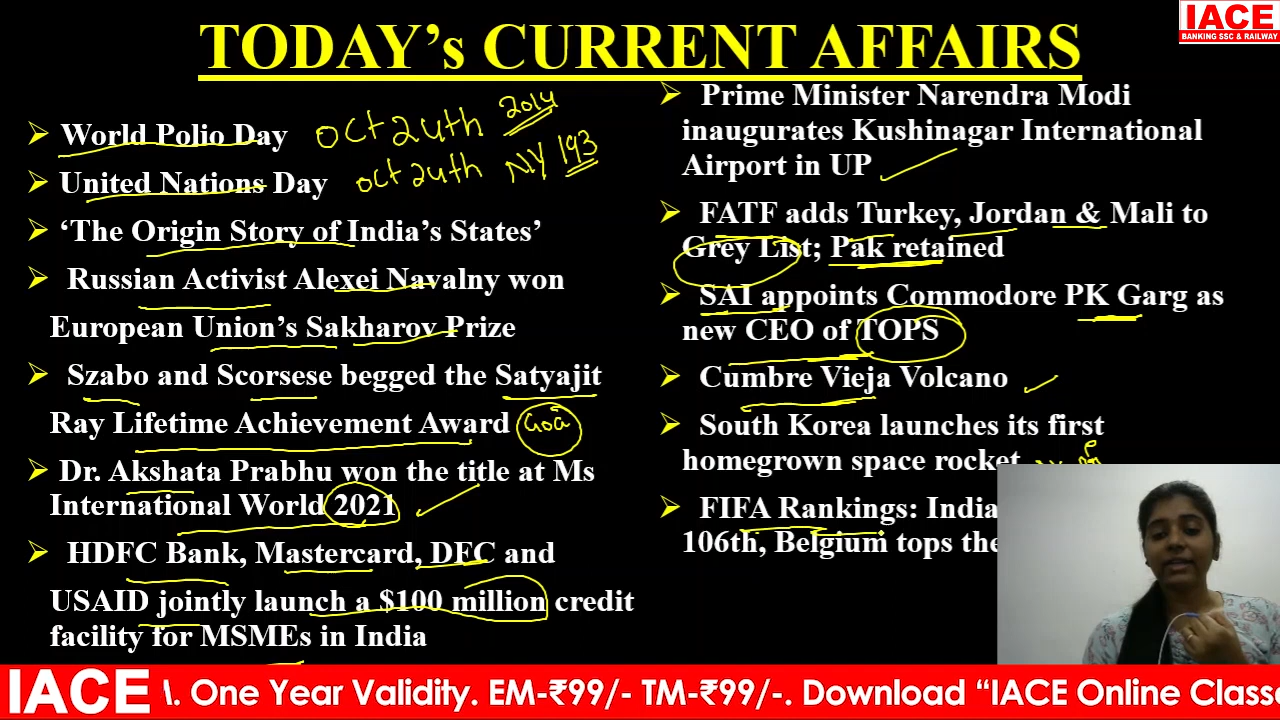 IACE
BANKING SSC & RAILWAY
TODAY's CURRENT AFFAIRS
World Polio Day oct 24th 2014
United Nations Day oct 24th NY 193
‘The Origin Story of India’s States’
Russian Activist Alexei Navalny won
European Union’s Sakharov Prize
Szabo and Scorsese begged the Satyajit
Ray Lifetime Achievement Award Goa
Dr. Akshata Prabhu won the title at Ms
International World 2021
HDFC Bank, Mastercard, DFC and
USAID jointly launch a $100 million credit
facility for MSMEs in India
Prime Minister Narendra Modi
inaugurates Kushinagar International
Airport in UP
FATF adds Turkey, Jordan & Mali to
Grey List; Pak retained
SAI appoints Commodore PK Garg as
new CEO of TOPS
Cumbre Vieja Volcano
South Korea launches its first
homegrown space rocket
FIFA Rankings: India
106th, Belgium tops the
IACE
. One Year Validity. EM-₹99/- TM-₹99/-. Download “IACE Online Classe